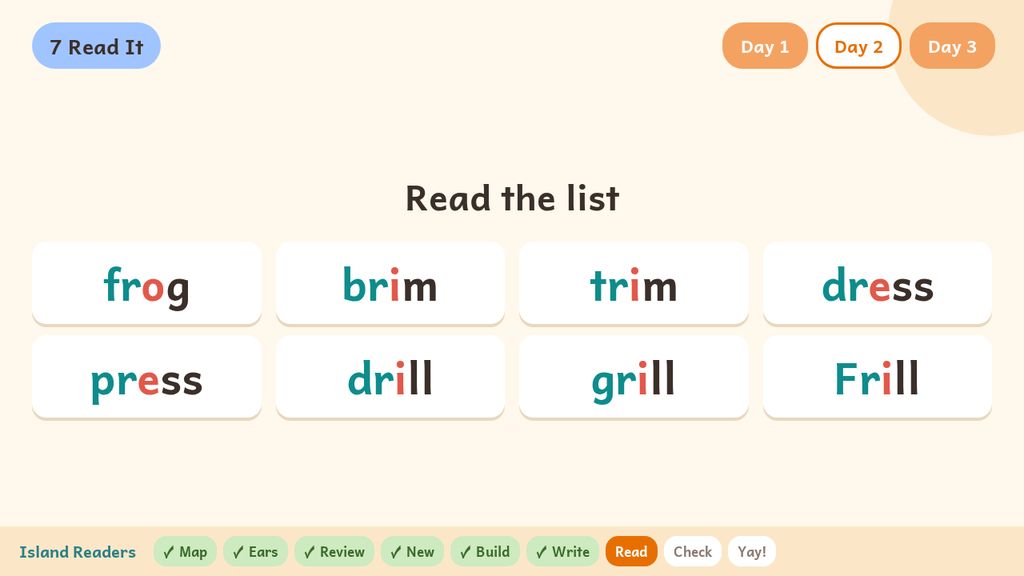 7 Read It
Day 1 Day 2 Day 3
Read the list
frog brim trim dress
press drill grill Frill
Island Readers ✓ Map ✓ Ears ✓ Review ✓ New ✓ Build ✓ Write Read Check Yay!